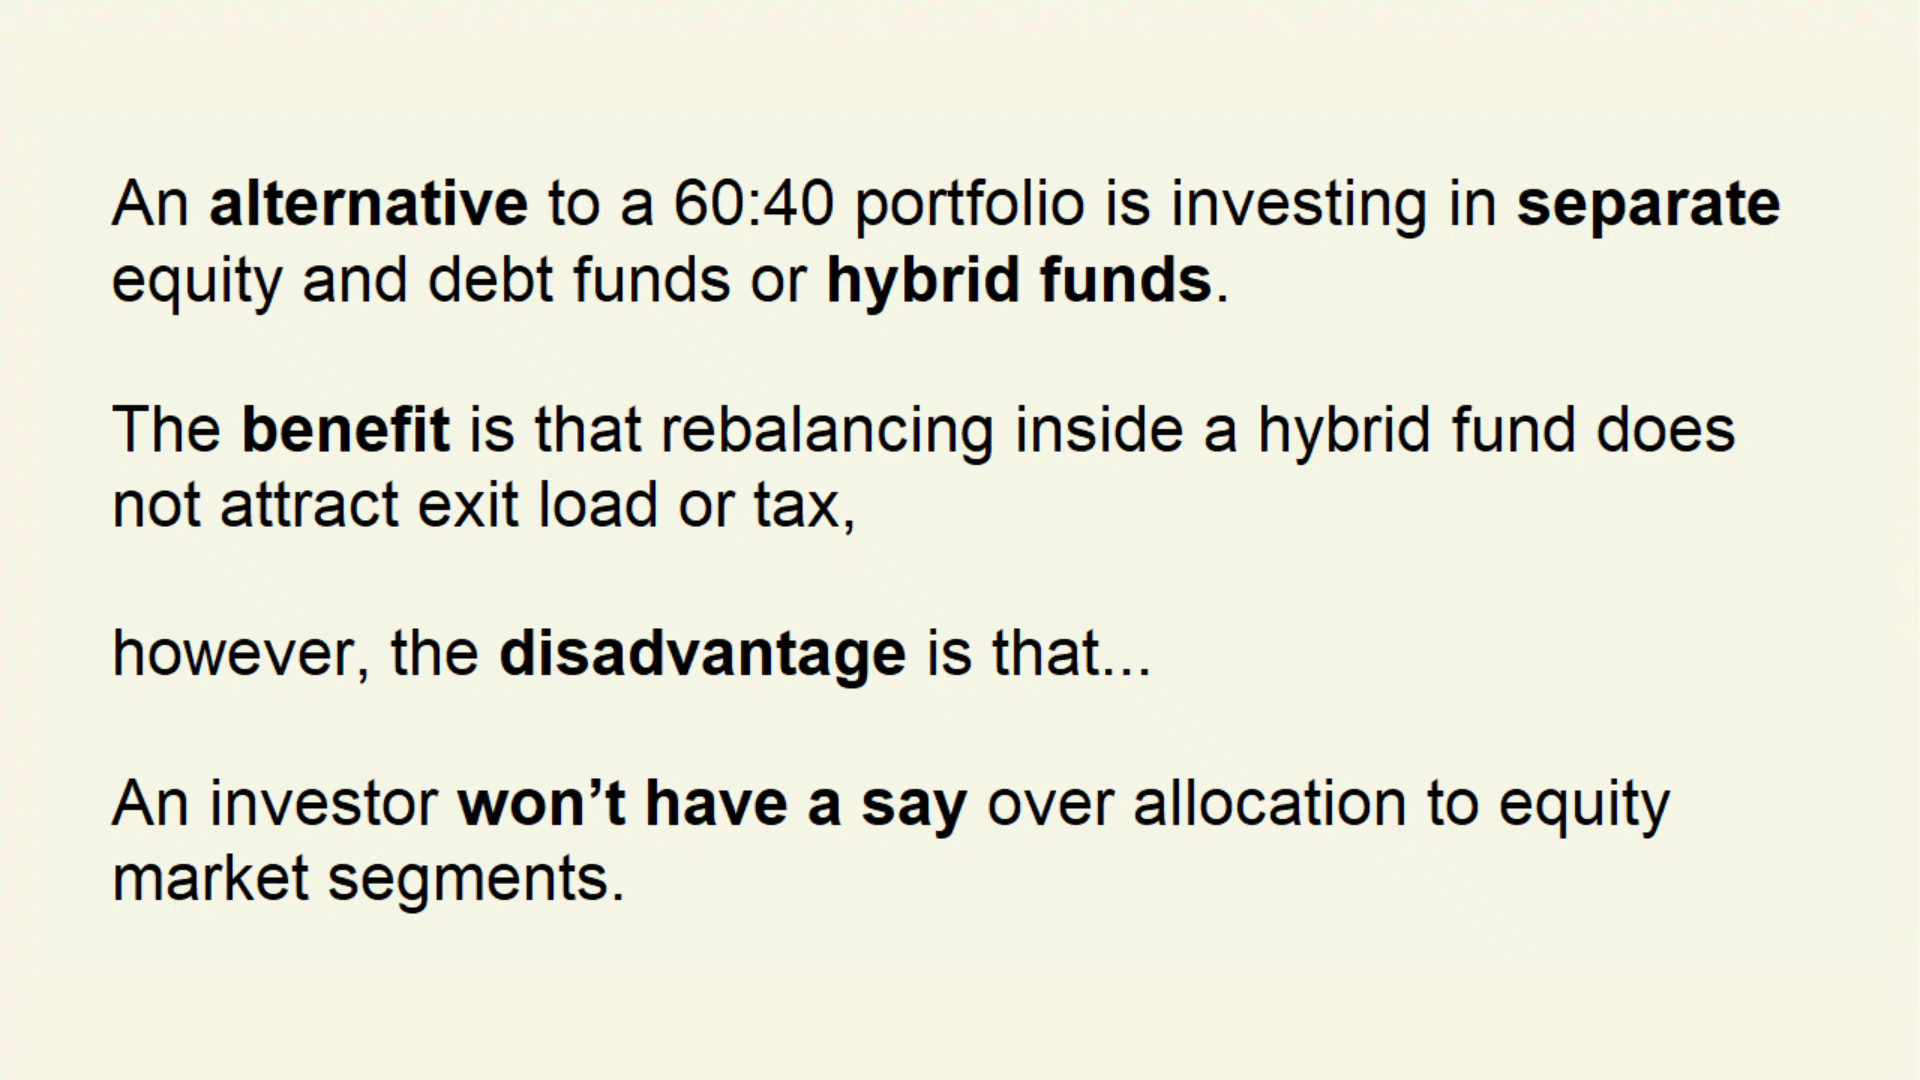 An alternative to a 60:40 portfolio is investing in separate
equity and debt funds or hybrid funds.
The benefit is that rebalancing inside a hybrid fund does
not attract exit load or tax,
however, the disadvantage is that...
An investor won’t have a say over allocation to equity
market segments.